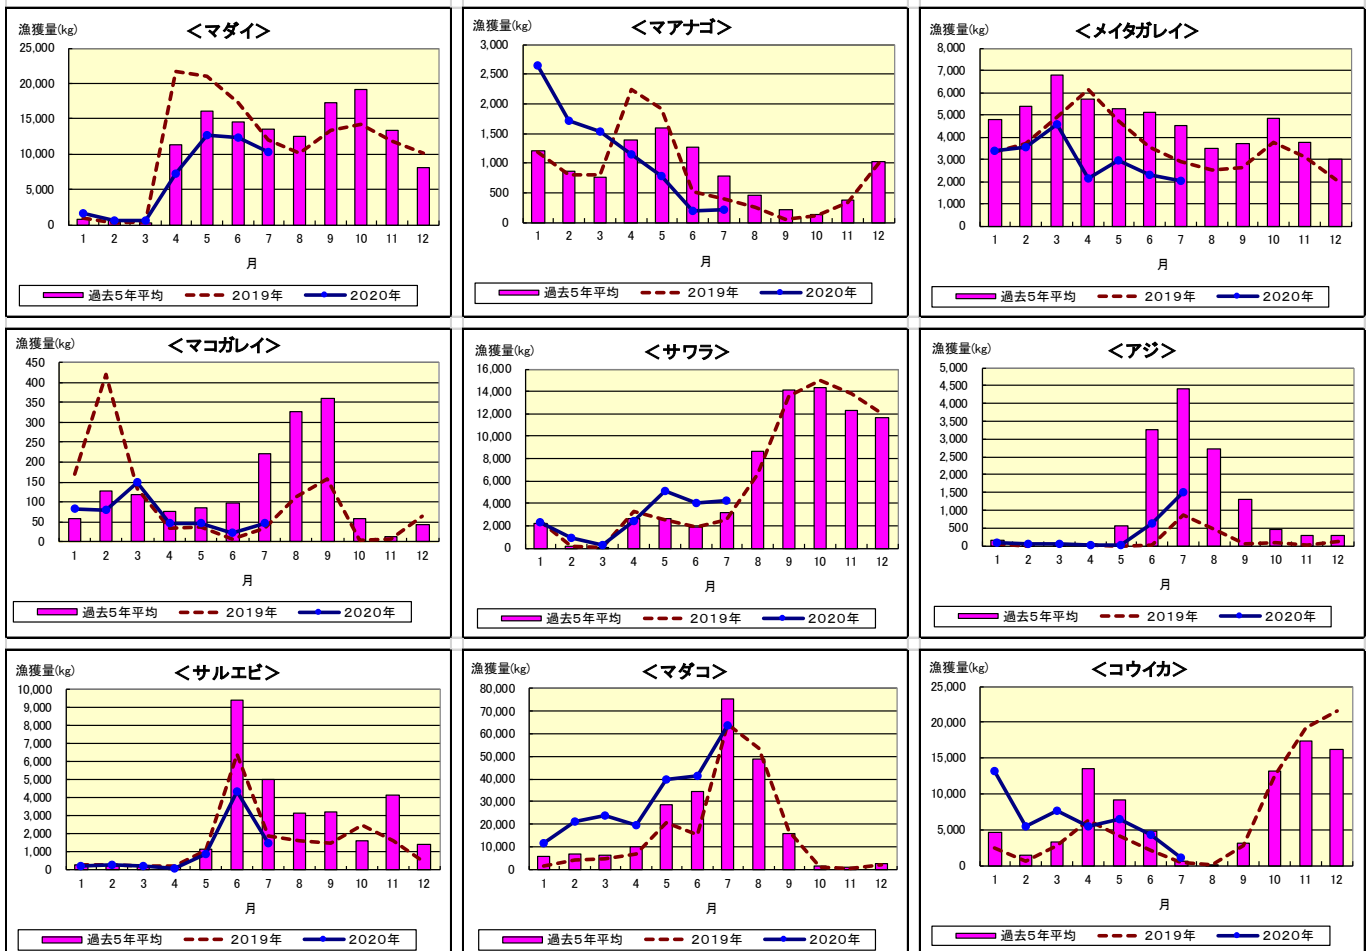 漁獲量(kg)
＜マダイ＞
25,000
20,000
15,000
10,000
5,000
0
1 2 3 4 5 6 7 8 9 10 11 12
月
過去5年平均 2019年 2020年
漁獲量(kg)
＜マアナゴ＞
3,000
2,500
2,000
1,500
1,000
500
0
1 2 3 4 5 6 7 8 9 10 11 12
月
過去5年平均 2019年 2020年
漁獲量(kg)
＜メイタガレイ＞
8,000
7,000
6,000
5,000
4,000
3,000
2,000
1,000
0
1 2 3 4 5 6 7 8 9 10 11 12
月
過去5年平均 2019年 2020年
漁獲量(kg)
＜マコガレイ＞
450
400
350
300
250
200
150
100
50
0
1 2 3 4 5 6 7 8 9 10 11 12
月
過去5年平均 2019年 2020年
漁獲量(kg)
＜サワラ＞
16,000
14,000
12,000
10,000
8,000
6,000
4,000
2,000
0
1 2 3 4 5 6 7 8 9 10 11 12
月
過去5年平均 2019年 2020年
漁獲量(kg)
＜アジ＞
5,000
4,500
4,000
3,500
3,000
2,500
2,000
1,500
1,000
500
0
1 2 3 4 5 6 7 8 9 10 11 12
月
過去5年平均 2019年 2020年
漁獲量(kg)
＜サルエビ＞
10,000
9,000
8,000
7,000
6,000
5,000
4,000
3,000
2,000
1,000
0
1 2 3 4 5 6 7 8 9 10 11 12
月
過去5年平均 2019年 2020年
漁獲量(kg)
＜マダコ＞
80,000
70,000
60,000
50,000
40,000
30,000
20,000
10,000
0
1 2 3 4 5 6 7 8 9 10 11 12
月
過去5年平均 2019年 2020年
漁獲量(kg)
＜コウイカ＞
25,000
20,000
15,000
10,000
5,000
0
1 2 3 4 5 6 7 8 9 10 11 12
月
過去5年平均 2019年 2020年